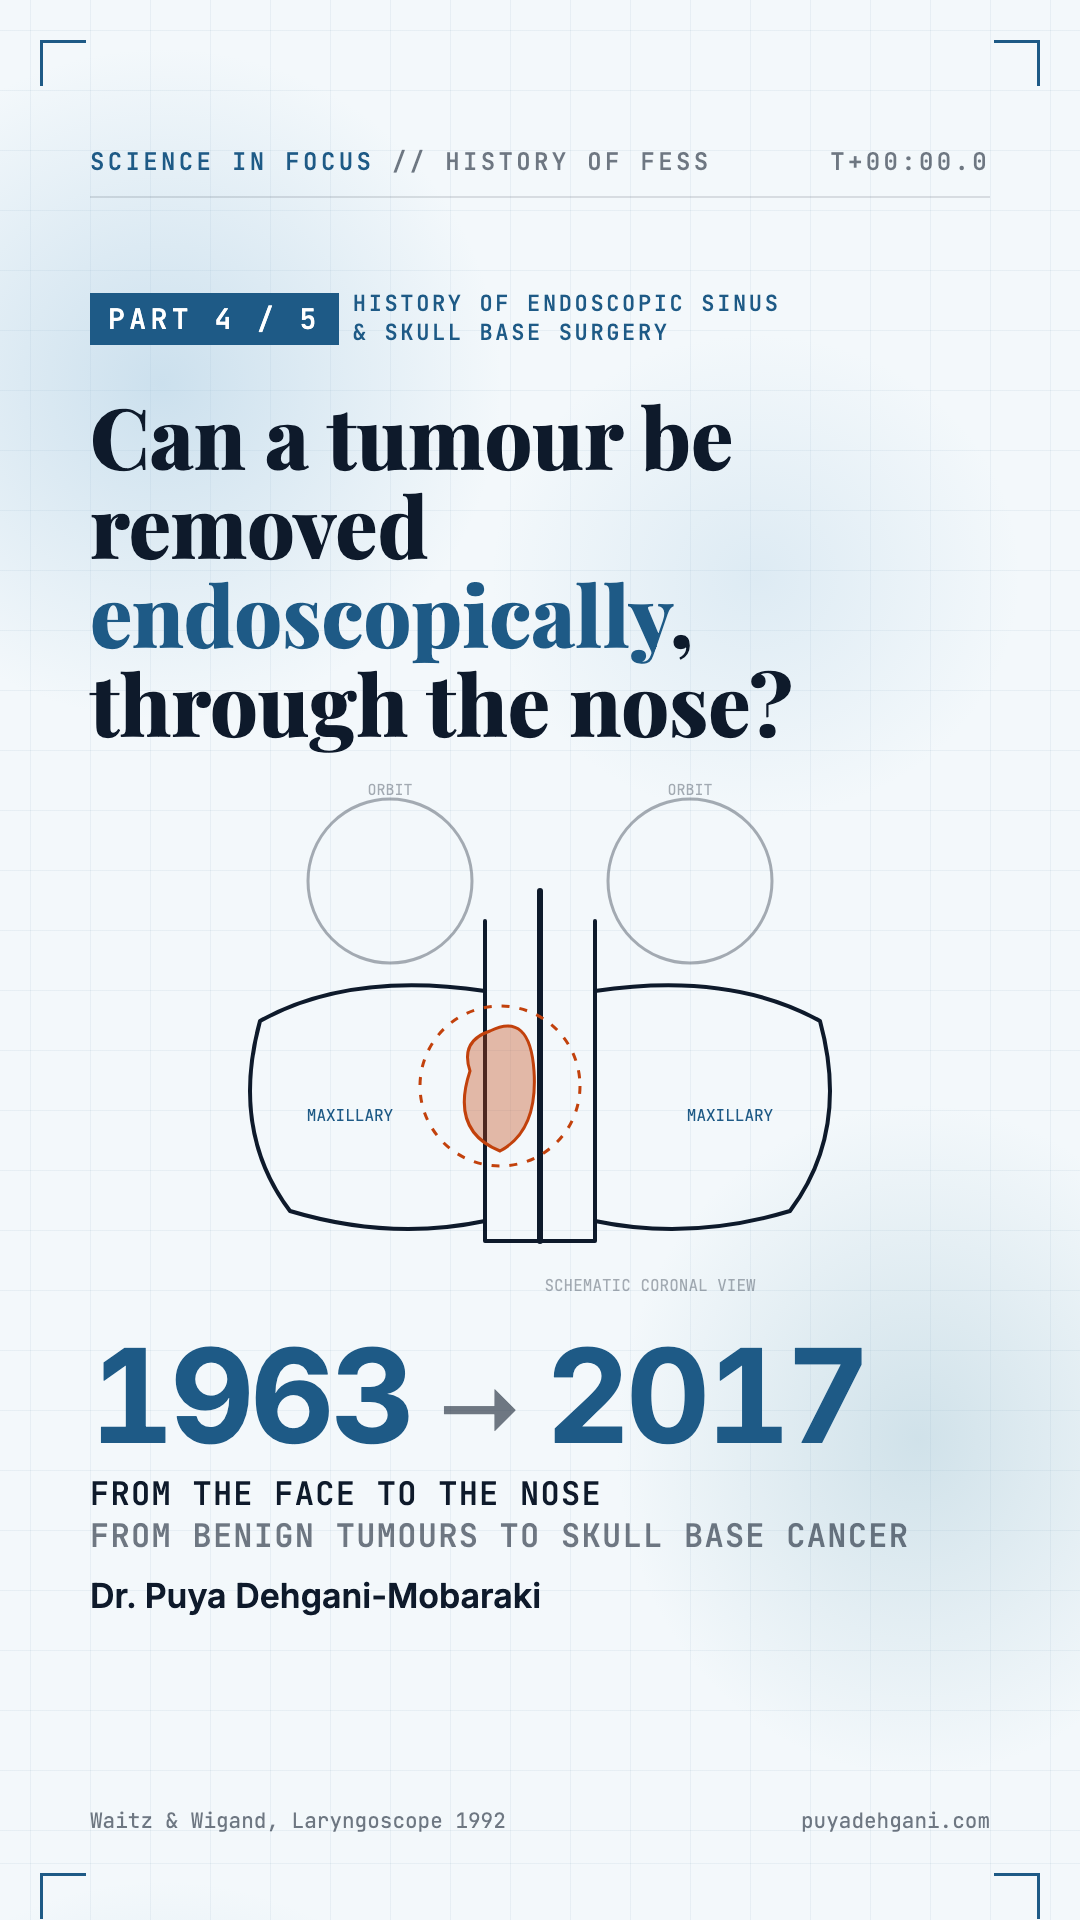 SCIENCE IN FOCUS // HISTORY OF FESS
T+00:00.0
PART 4 / 5
HISTORY OF ENDOSCOPIC SINUS
& SKULL BASE SURGERY
Can a tumour be
removed
endoscopically,
through the nose?
ORBIT
ORBIT
MAXILLARY
MAXILLARY
SCHEMATIC CORONAL VIEW
1963 → 2017
FROM THE FACE TO THE NOSE
FROM BENIGN TUMOURS TO SKULL BASE CANCER
Dr. Puya Dehgani-Mobaraki
Waitz & Wigand, Laryngoscope 1992
puyadehgani.com